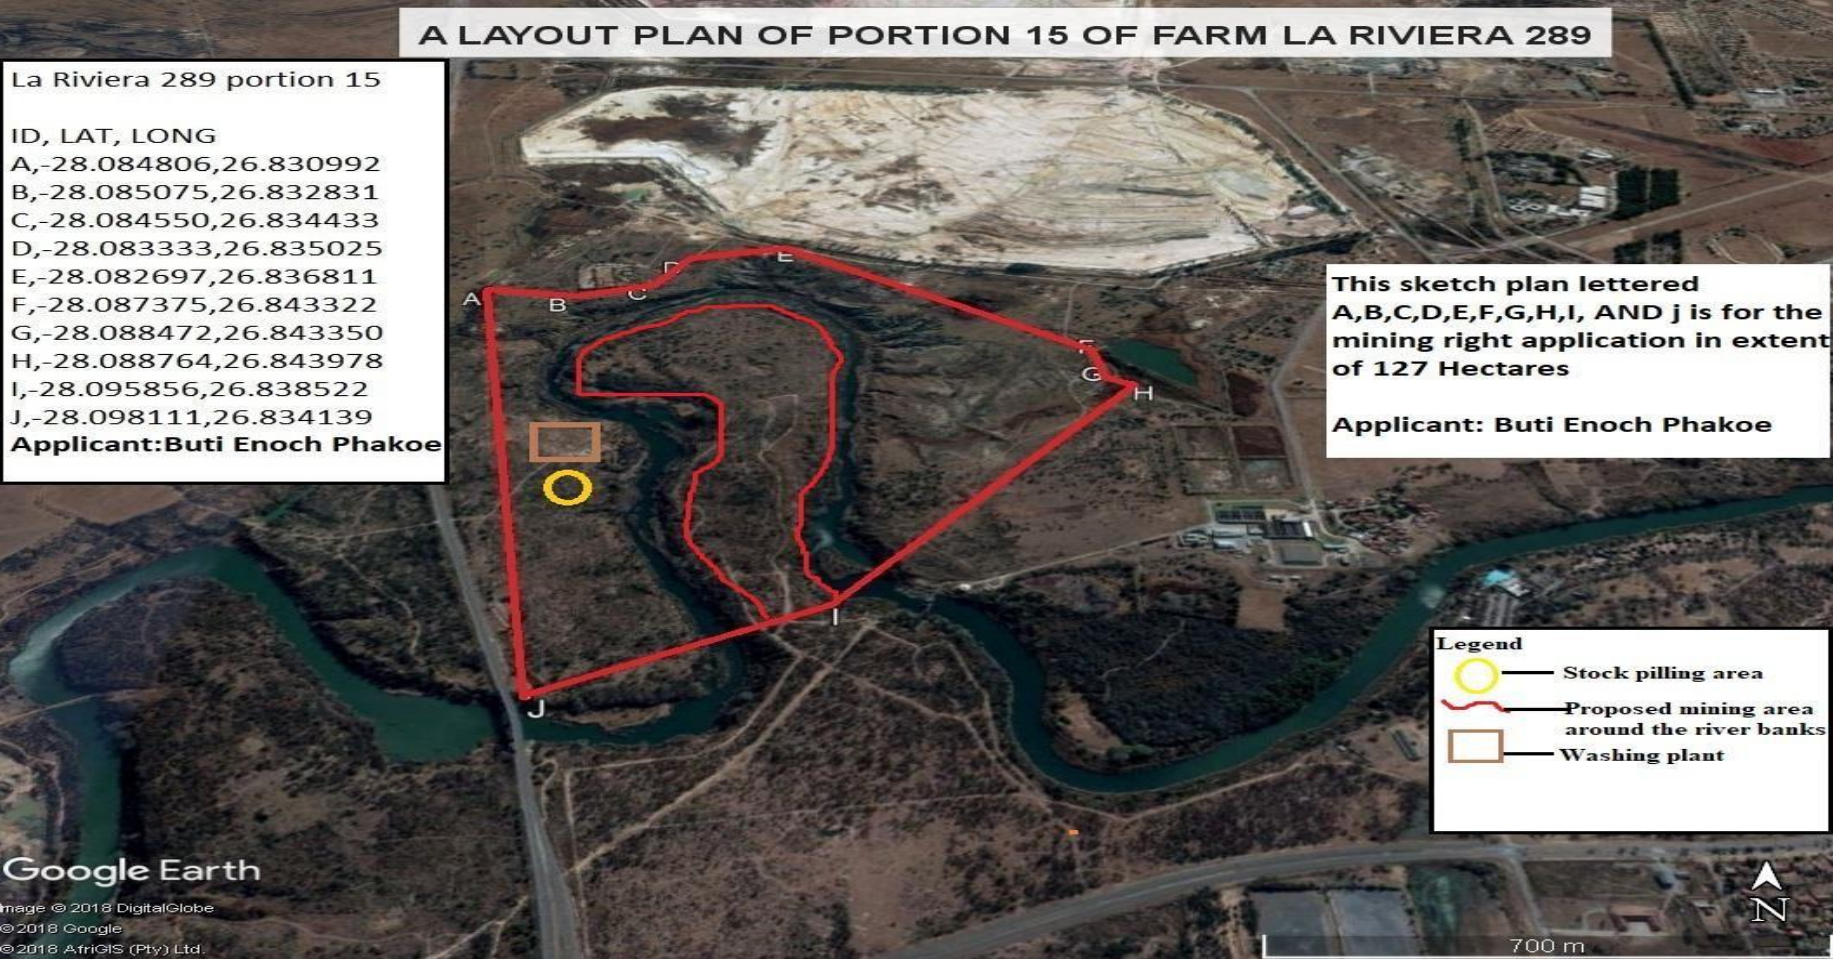 A LAYOUT PLAN OF PORTION 15 OF FARM LA RIVIERA 289
La Riviera 289 portion 15
ID, LAT, LONG
A,-28.084806,26.830992
B,-28.085075,26.832831
C,-28.084550,26.834433
D,-28.083333,26.835025
E,-28.082697,26.836811
F,-28.087375,26.843322
G,-28.088472,26.843350
H,-28.088764,26.843978
I,-28.095856,26.838522
J,-28.098111,26.834139
Applicant:Buti Enoch Phakoe
This sketch plan lettered
A,B,C,D,E,F,G,H,I, AND j is for the
mining right application in extent
of 127 Hectares
Applicant: Buti Enoch Phakoe
A
B
C
D
E
F
G
H
I
J
Legend
Stock pilling area
Proposed mining area
around the river banks
Washing plant
Google Earth
mage © 2018 DigitalGlobe
© 2018 Google
© 2018 AfriGIS (Pty) Ltd.
N
700 m